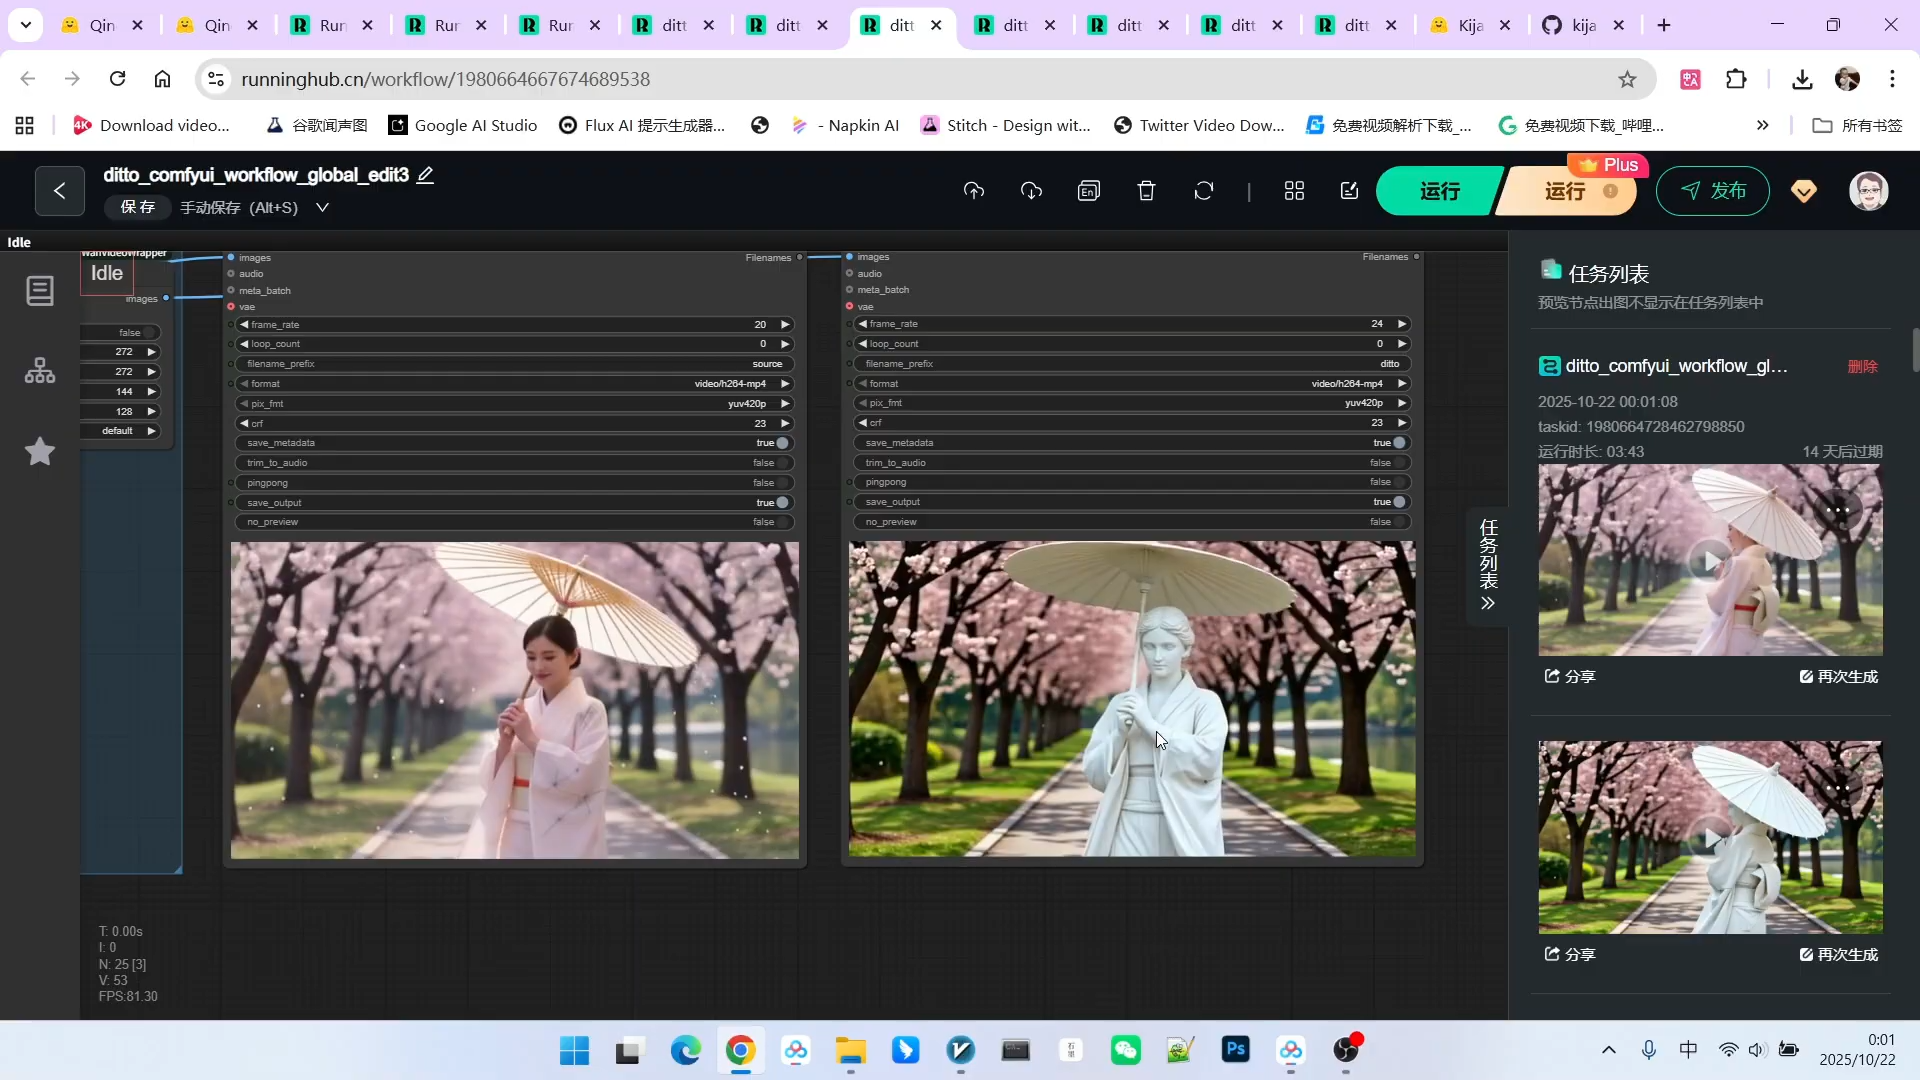 Qin
Qin
Run
Run
Run
ditt
ditt
ditt
ditt
ditt
ditt
ditt
Kija
kija
runninghub.cn/workflow/1980664667674689538
Download video...
谷歌闻声图
Google AI Studio
Flux AI 提示生成器...
- Napkin AI
Stitch - Design wit...
Twitter Video Dow...
免费视频解析下载_...
免费视频下载_哔哩...
所有书签
ditto_comfyui_workflow_global_edit3
保存
手动保存 (Alt+S)
En
运行
运行
Plus
发布
Idle
WanVideoWrapper
Idle
images
false
272
272
144
128
default
images
Filenames
audio
meta_batch
vae
frame_rate 20
loop_count 0
filename_prefix source
format video/h264-mp4
pix_fmt yuv420p
crf 23
save_metadata true
trim_to_audio false
pingpong false
save_output true
no_preview false
images
Filenames
audio
meta_batch
vae
frame_rate 24
loop_count 0
filename_prefix ditto
format video/h264-mp4
pix_fmt yuv420p
crf 23
save_metadata true
trim_to_audio false
pingpong false
save_output true
no_preview false
T: 0.00s
I: 0
N: 25 [3]
V: 53
FPS:81.30
任务列表
任务列表
预览节点出图不显示在任务列表中
ditto_comfyui_workflow_gl...
删除
2025-10-22 00:01:08
taskid: 1980664728462798850
运行时长: 03:43
14 天后过期
分享
再次生成
分享
再次生成
Ps
中
0:01
2025/10/22